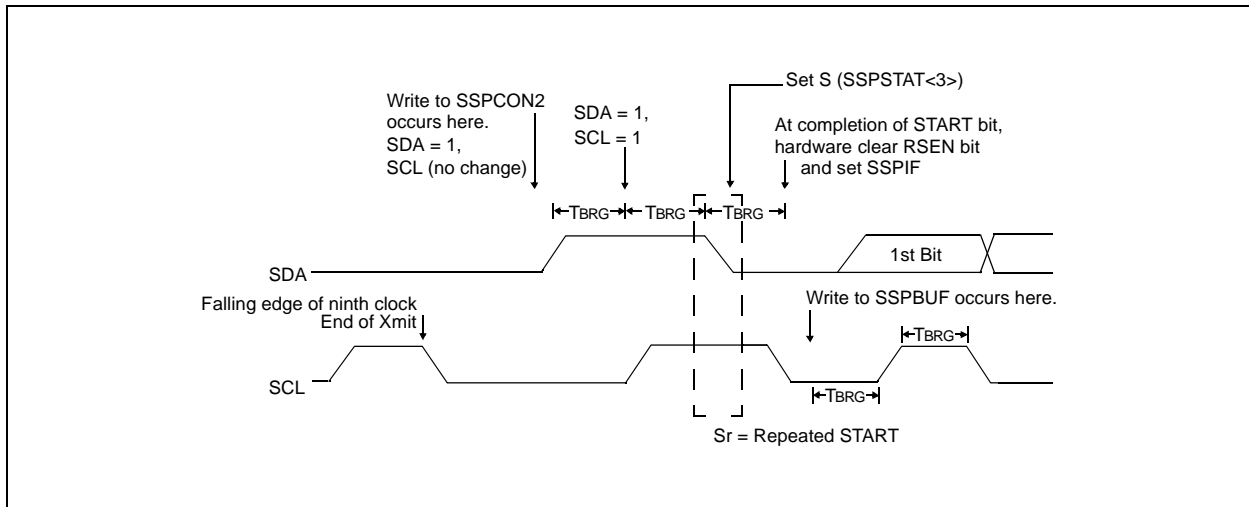 Set S (SSPSTAT<3>)
Write to SSPCON2
occurs here.
SDA = 1,
SCL (no change)
SDA = 1,
SCL = 1
At completion of START bit,
hardware clear RSEN bit
and set SSPIF
TBRG
TBRG
TBRG
SDA
1st Bit
Falling edge of ninth clock
End of Xmit
Write to SSPBUF occurs here.
TBRG
SCL
TBRG
Sr = Repeated START